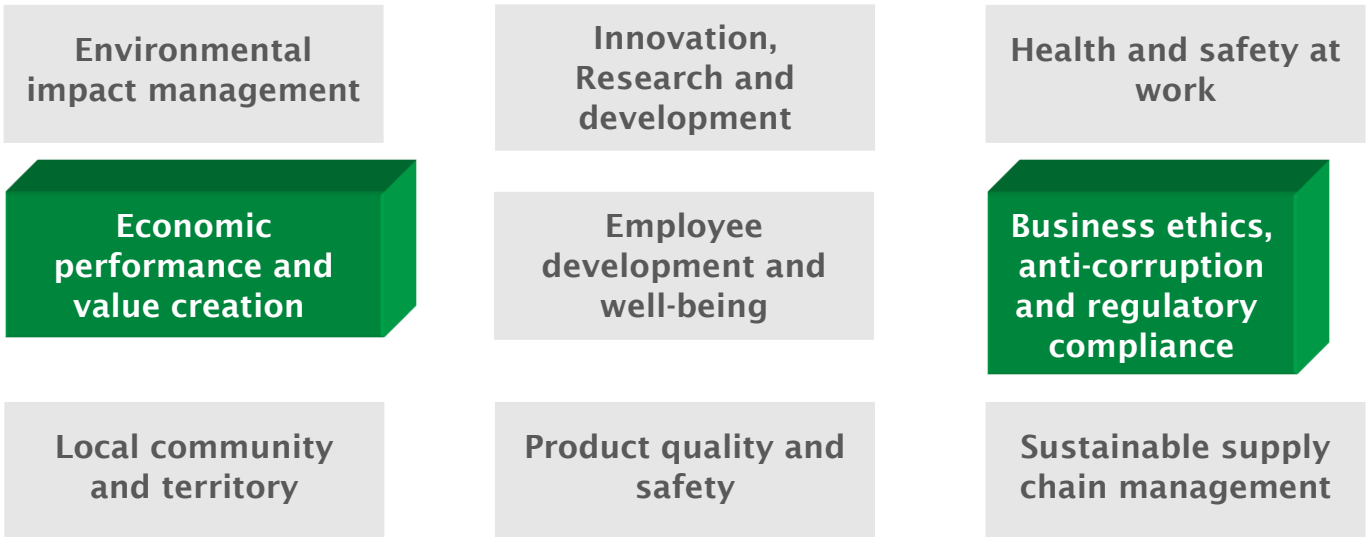 Environmental
impact management
Innovation,
Research and
development
Health and safety at
work
Economic
performance and
value creation
Employee
development and
well-being
Business ethics,
anti-corruption
and regulatory
compliance
Local community
and territory
Product quality and
safety
Sustainable supply
chain management